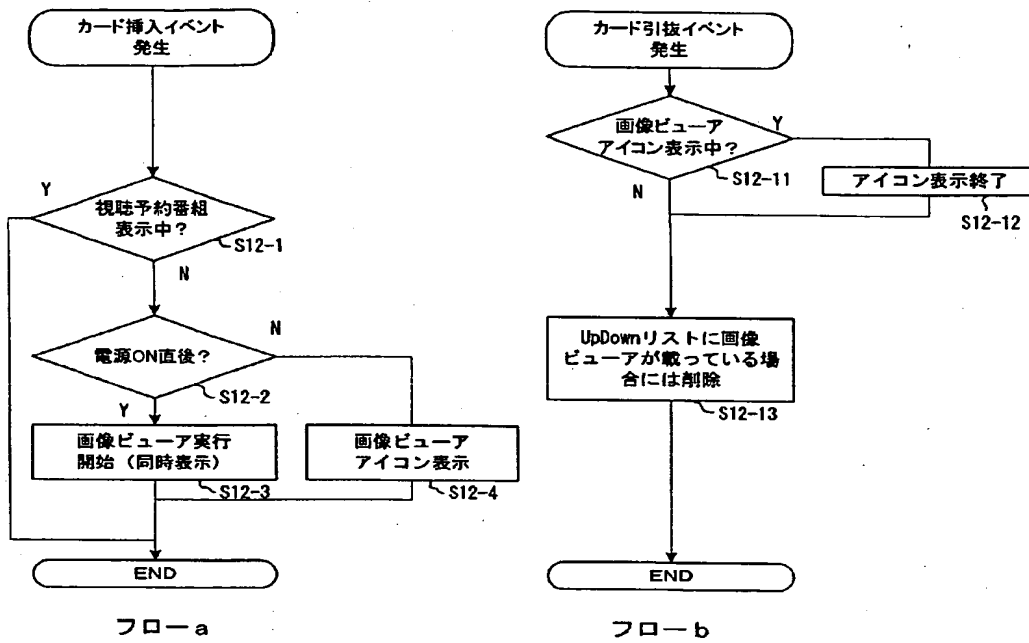 カード挿入イベント
発生
Y
視聴予約番組
表示中?
S12-1
N
電源ON直後?
N
S12-2
Y
画像ビューア実行
開始(同時表示)
S12-3
画像ビューア
アイコン表示
S12-4
END
フローa
カード引抜イベント
発生
画像ビューア
アイコン表示中?
Y
S12-11
N
アイコン表示終了
S12-12
UpDownリストに画像
ビューアが載っている場
合には削除
S12-13
END
フローb